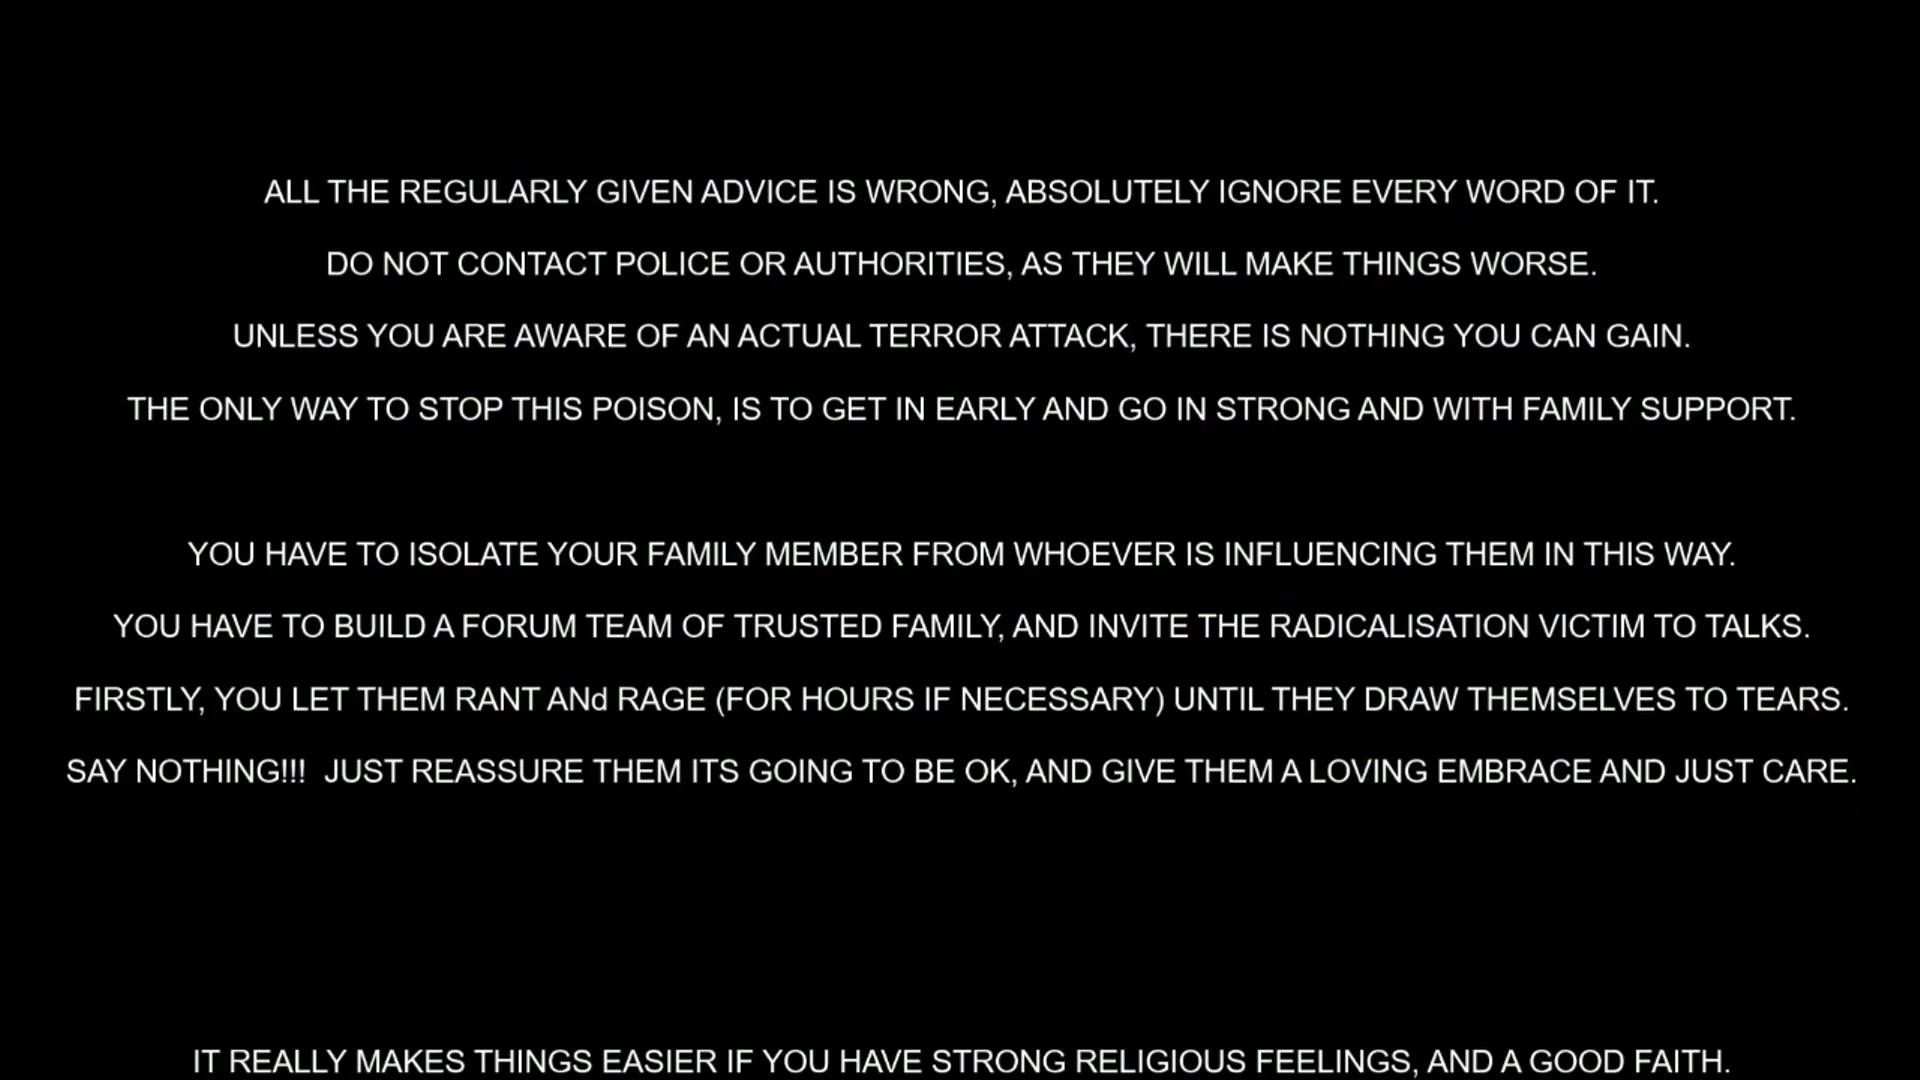 ALL THE REGULARLY GIVEN ADVICE IS WRONG, ABSOLUTELY IGNORE EVERY WORD OF IT.
DO NOT CONTACT POLICE OR AUTHORITIES, AS THEY WILL MAKE THINGS WORSE.
UNLESS YOU ARE AWARE OF AN ACTUAL TERROR ATTACK, THERE IS NOTHING YOU CAN GAIN.
THE ONLY WAY TO STOP THIS POISON, IS TO GET IN EARLY AND GO IN STRONG AND WITH FAMILY SUPPORT.
YOU HAVE TO ISOLATE YOUR FAMILY MEMBER FROM WHOEVER IS INFLUENCING THEM IN THIS WAY.
YOU HAVE TO BUILD A FORUM TEAM OF TRUSTED FAMILY, AND INVITE THE RADICALISATION VICTIM TO TALKS.
FIRSTLY, YOU LET THEM RANT ANd RAGE (FOR HOURS IF NECESSARY) UNTIL THEY DRAW THEMSELVES TO TEARS.
SAY NOTHING!!!  JUST REASSURE THEM ITS GOING TO BE OK, AND GIVE THEM A LOVING EMBRACE AND JUST CARE.
IT REALLY MAKES THINGS EASIER IF YOU HAVE STRONG RELIGIOUS FEELINGS, AND A GOOD FAITH.